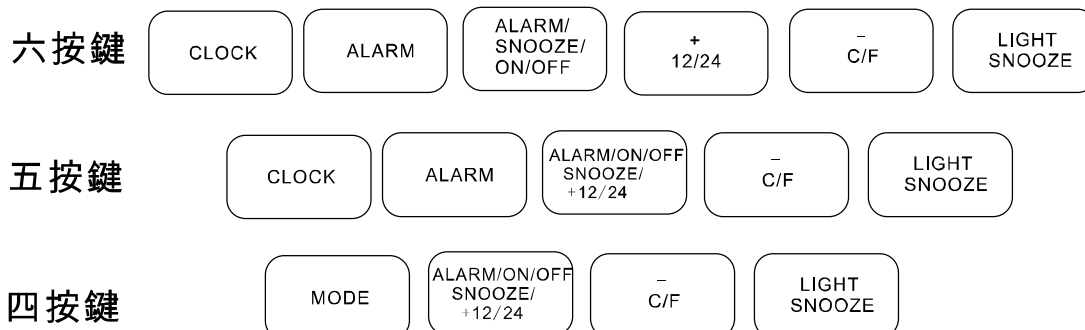 六按鍵
CLOCK
ALARM
ALARM/
SNOOZE/
ON/OFF
+
12/24
−
C/F
LIGHT
SNOOZE
五按鍵
CLOCK
ALARM
ALARM/ON/OFF
SNOOZE/
+12/24
−
C/F
LIGHT
SNOOZE
四按鍵
MODE
ALARM/ON/OFF
SNOOZE/
+12/24
−
C/F
LIGHT
SNOOZE